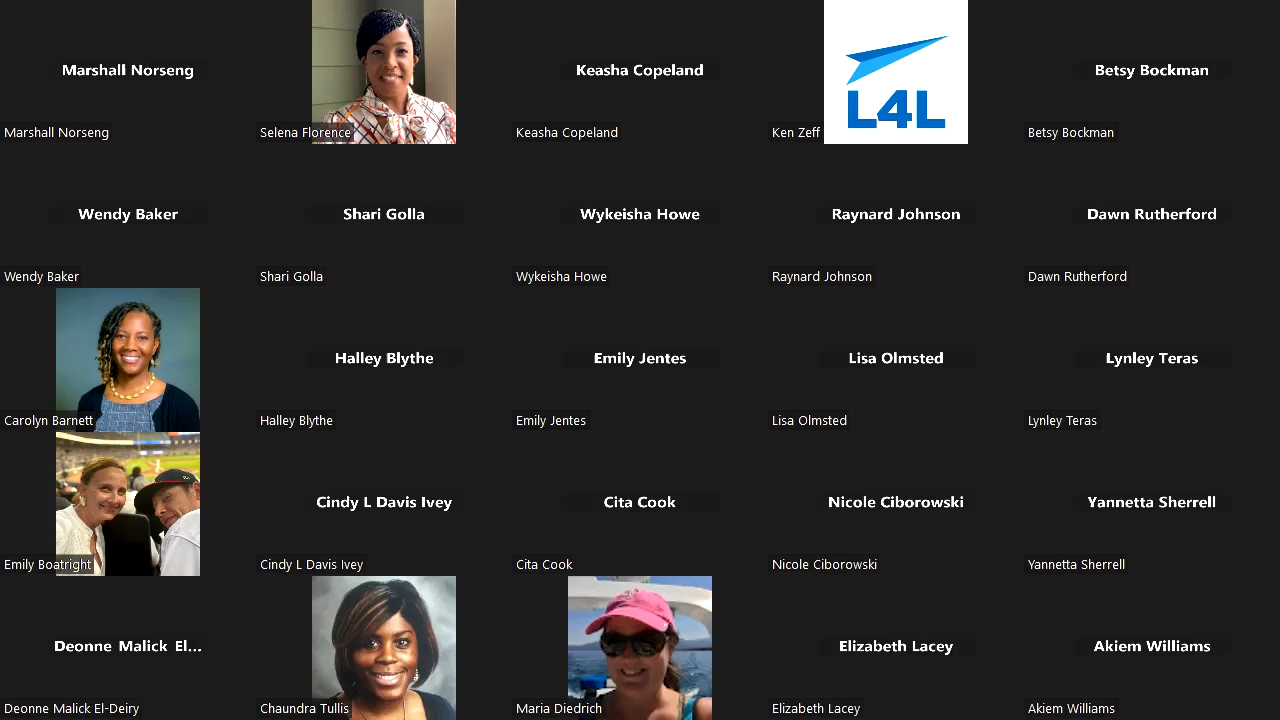 Marshall Norseng
Marshall Norseng
Selena Florence
Keasha Copeland
Keasha Copeland
L4L
Ken Zeff
Betsy Bockman
Betsy Bockman
Wendy Baker
Wendy Baker
Shari Golla
Shari Golla
Wykeisha Howe
Wykeisha Howe
Raynard Johnson
Raynard Johnson
Dawn Rutherford
Dawn Rutherford
Carolyn Barnett
Halley Blythe
Halley Blythe
Emily Jentes
Emily Jentes
Lisa Olmsted
Lisa Olmsted
Lynley Teras
Lynley Teras
Emily Boatright
Cindy L Davis Ivey
Cindy L Davis Ivey
Cita Cook
Cita Cook
Nicole Ciborowski
Nicole Ciborowski
Yannetta Sherrell
Yannetta Sherrell
Deonne Malick El...
Deonne Malick El-Deiry
Chaundra Tullis
Maria Diedrich
Elizabeth Lacey
Elizabeth Lacey
Akiem Williams
Akiem Williams